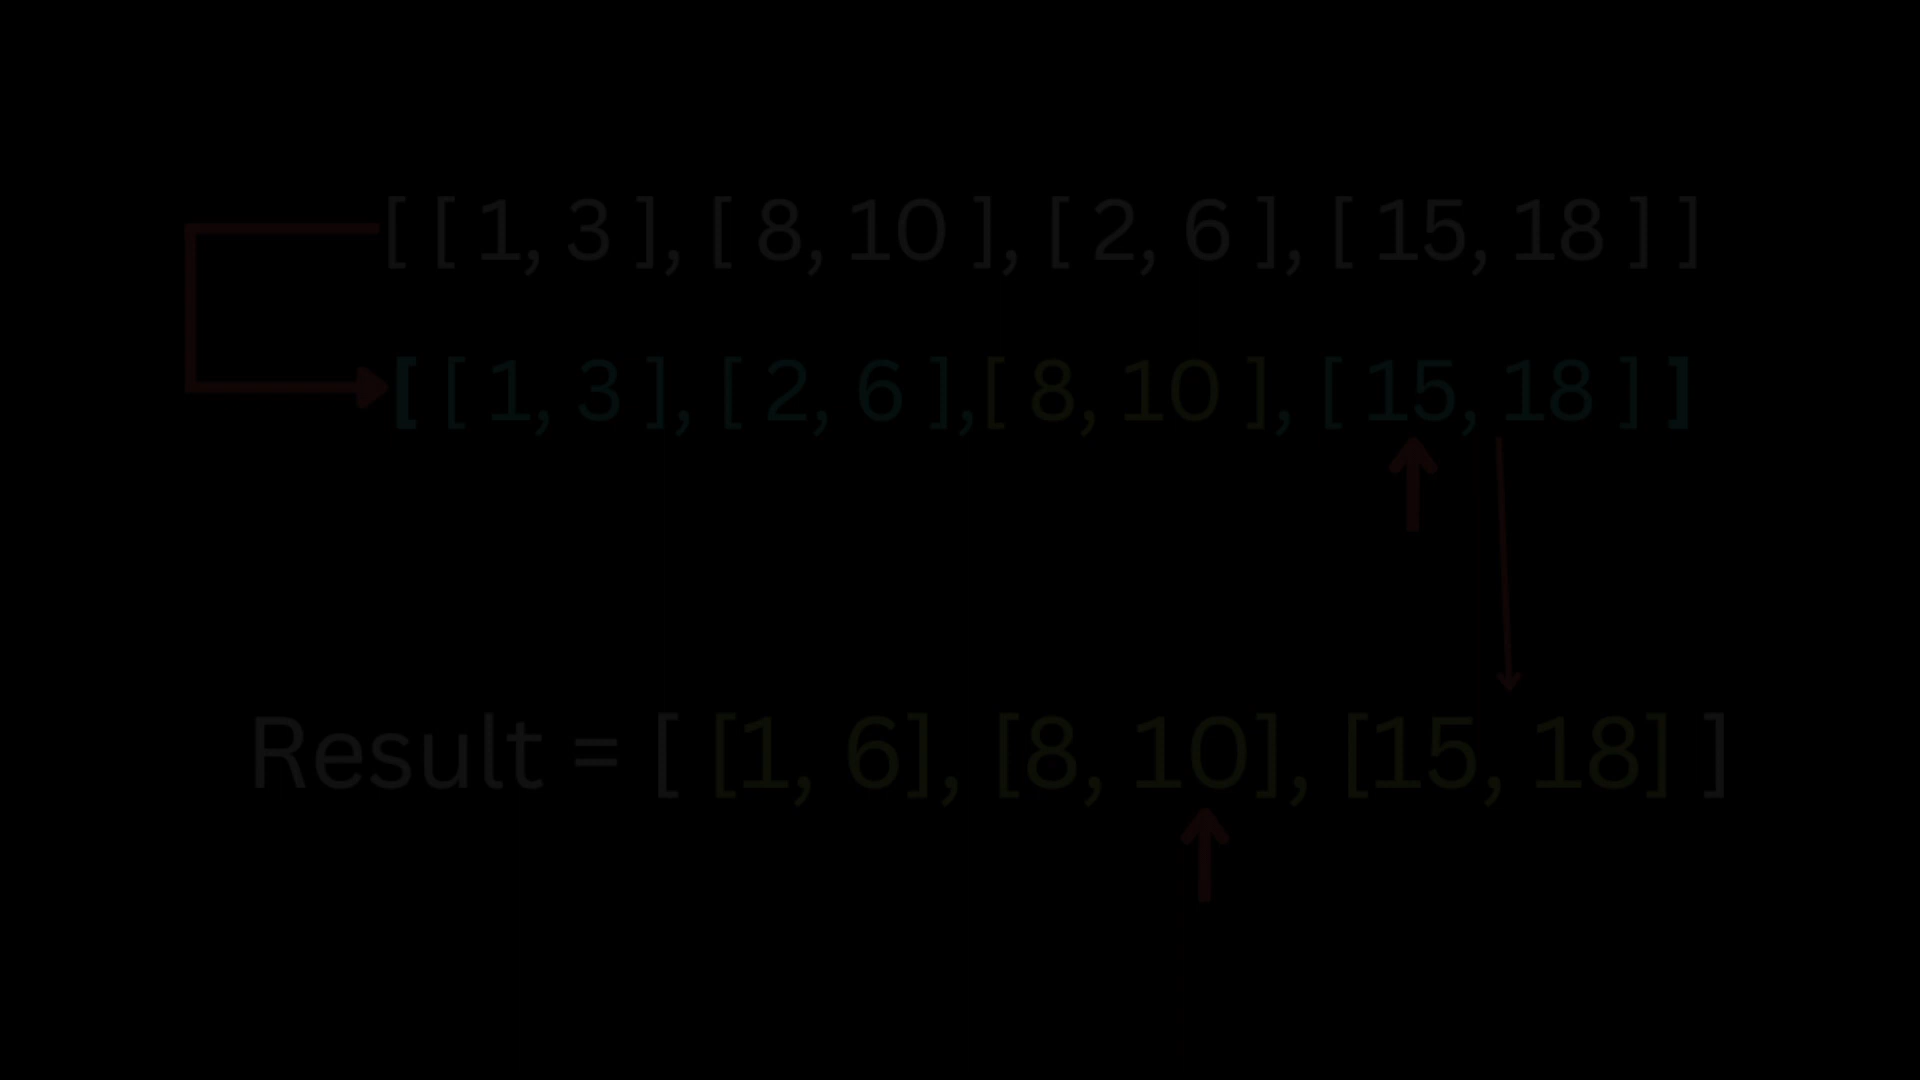 [ [ 1, 3 ], [ 8, 10 ], [ 2, 6 ], [ 15, 18 ] ]
[ [ 1, 3 ], [ 2, 6 ],[ 8, 10 ], [ 15, 18 ] ]
Result = [ [1, 6], [8, 10], [15, 18] ]